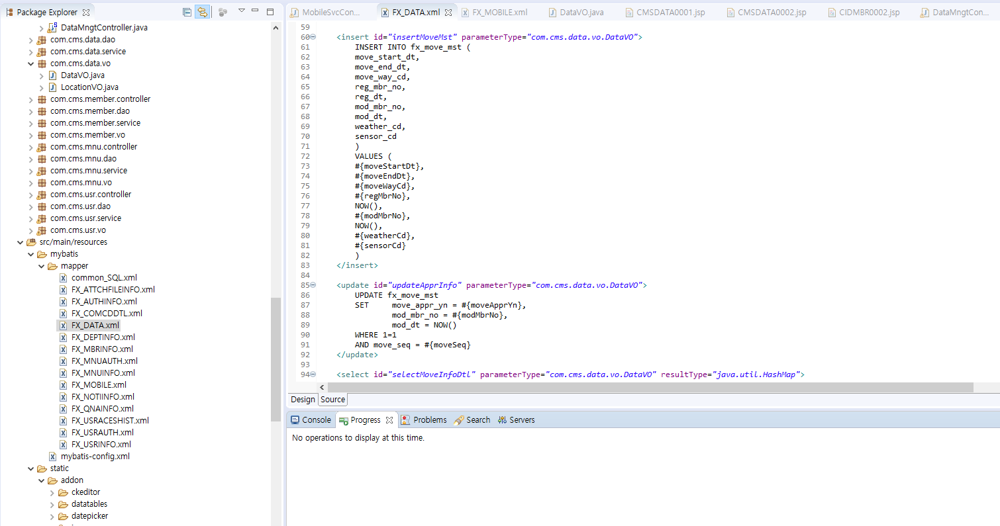 Package Explorer
DataMngtController.java
com.cms.data.dao
com.cms.data.service
com.cms.data.vo
DataVO.java
LocationVO.java
com.cms.member.controller
com.cms.member.dao
com.cms.member.service
com.cms.member.vo
com.cms.mnu.controller
com.cms.mnu.dao
com.cms.mnu.service
com.cms.mnu.vo
com.cms.usr.controller
com.cms.usr.dao
com.cms.usr.service
com.cms.usr.vo
src/main/resources
mybatis
mapper
common_SQL.xml
FX_ATTCHFILEINFO.xml
FX_AUTHINFO.xml
FX_COMCDDTL.xml
FX_DATA.xml
FX_DEPTINFO.xml
FX_MBRINFO.xml
FX_MNUAUTH.xml
FX_MNUINFO.xml
FX_MOBILE.xml
FX_NOTIINFO.xml
FX_QNAINFO.xml
FX_USRACESHIST.xml
FX_USRAUTH.xml
FX_USRINFO.xml
mybatis-config.xml
static
addon
ckeditor
datatables
datepicker
MobileSvcCon... FX_DATA.xml FX_MOBILE.xml DataVO.java CMSDATA0001.jsp CMSDATA0002.jsp CIDMBR0002.jsp DataMngtCon...
59
60 <insert id="insertMoveMst" parameterType="com.cms.data.vo.DataVO">
61 INSERT INTO fx_move_mst (
62 move_start_dt,
63 move_end_dt,
64 move_way_cd,
65 reg_mbr_no,
66 reg_dt,
67 mod_mbr_no,
68 mod_dt,
69 weather_cd,
70 sensor_cd
71 )
72 VALUES (
73 #{moveStartDt},
74 #{moveEndDt},
75 #{moveWayCd},
76 #{regMbrNo},
77 NOW(),
78 #{modMbrNo},
79 NOW(),
80 #{weatherCd},
81 #{sensorCd}
82 )
83 </insert>
84
85 <update id="updateApprInfo" parameterType="com.cms.data.vo.DataVO">
86 UPDATE fx_move_mst
87 SET move_appr_yn = #{moveApprYn},
88 mod_mbr_no = #{modMbrNo},
89 mod_dt = NOW()
90 WHERE 1=1
91 AND move_seq = #{moveSeq}
92 </update>
93
94 <select id="selectMoveInfoDtl" parameterType="com.cms.data.vo.DataVO" resultType="java.util.HashMap">
Design Source
Console Progress Problems Search Servers
No operations to display at this time.